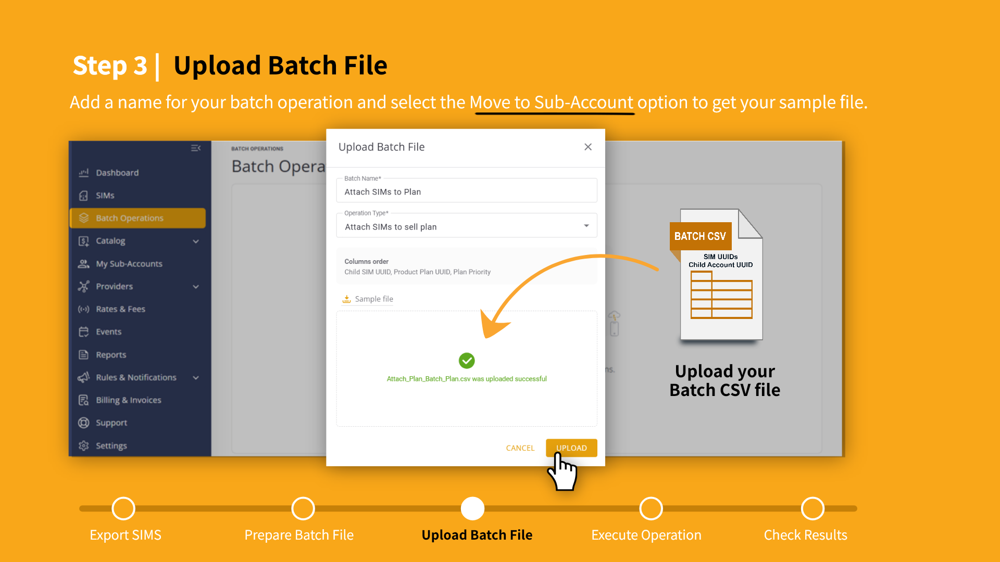 Step 3 | Upload Batch File
Add a name for your batch operation and select the Move to Sub-Account option to get your sample file.
Dashboard
SIMs
Batch Operations
Catalog
My Sub-Accounts
Providers
Rates & Fees
Events
Reports
Rules & Notifications
Billing & Invoices
Support
Settings
BATCH OPERATIONS
Batch Opera
Upload Batch File
Batch Name*
Attach SIMs to Plan
Operation Type*
Attach SIMs to sell plan
Columns order
Child SIM UUID, Product Plan UUID, Plan Priority
Sample file
Attach_Plan_Batch_Plan.csv was uploaded successful
CANCEL
UPLOAD
ns.
BATCH CSV
SIM UUIDs
Child Account UUID
Upload your
Batch CSV file
Export SIMS
Prepare Batch File
Upload Batch File
Execute Operation
Check Results